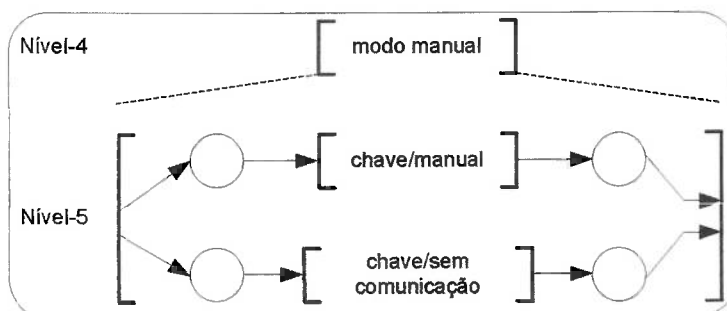 Nível-4
modo manual
chave/manual
Nível-5
chave/sem
comunicação